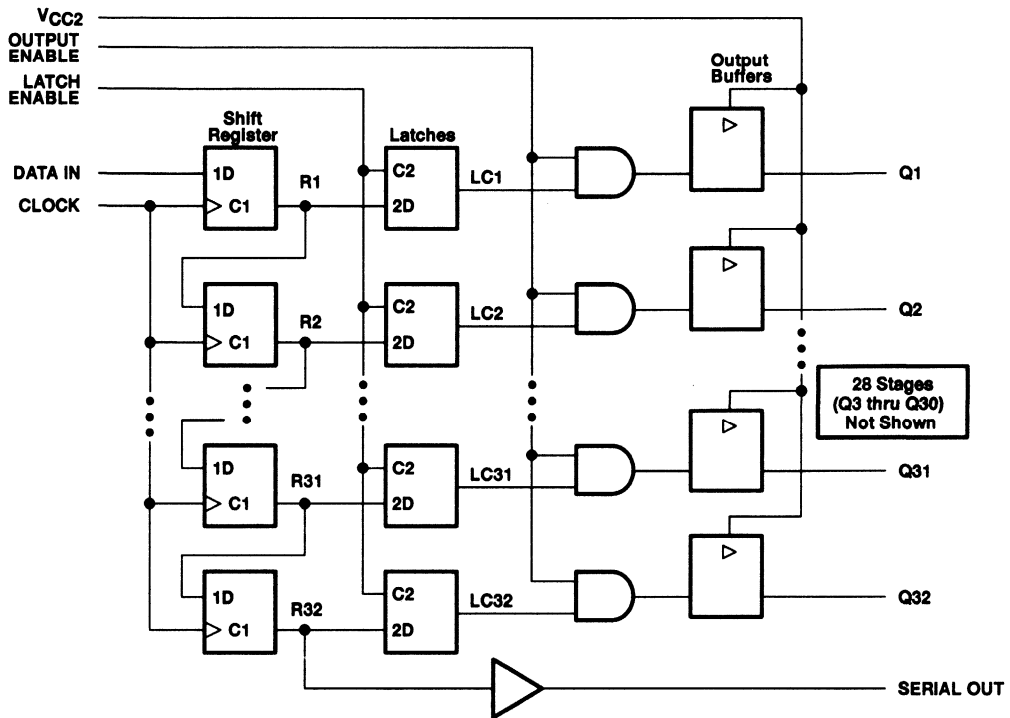 VCC2
OUTPUT
ENABLE
LATCH
ENABLE
Output
Buffers
Shift
Register
Latches
DATA IN
CLOCK
1D
C1
R1
C2
2D
LC1
Q1
1D
C1
R2
C2
2D
LC2
Q2
28 Stages
(Q3 thru Q30)
Not Shown
1D
C1
R31
C2
2D
LC31
Q31
1D
C1
R32
C2
2D
LC32
Q32
SERIAL OUT